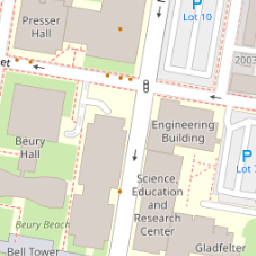 Presser
Hall
P
Lot 10
et
2003
Engineering
Building
Beury
Hall
P
Lot 7
Science,
Education
and
Research
Center
Beury Beach
Bell Tower
Gladfelter